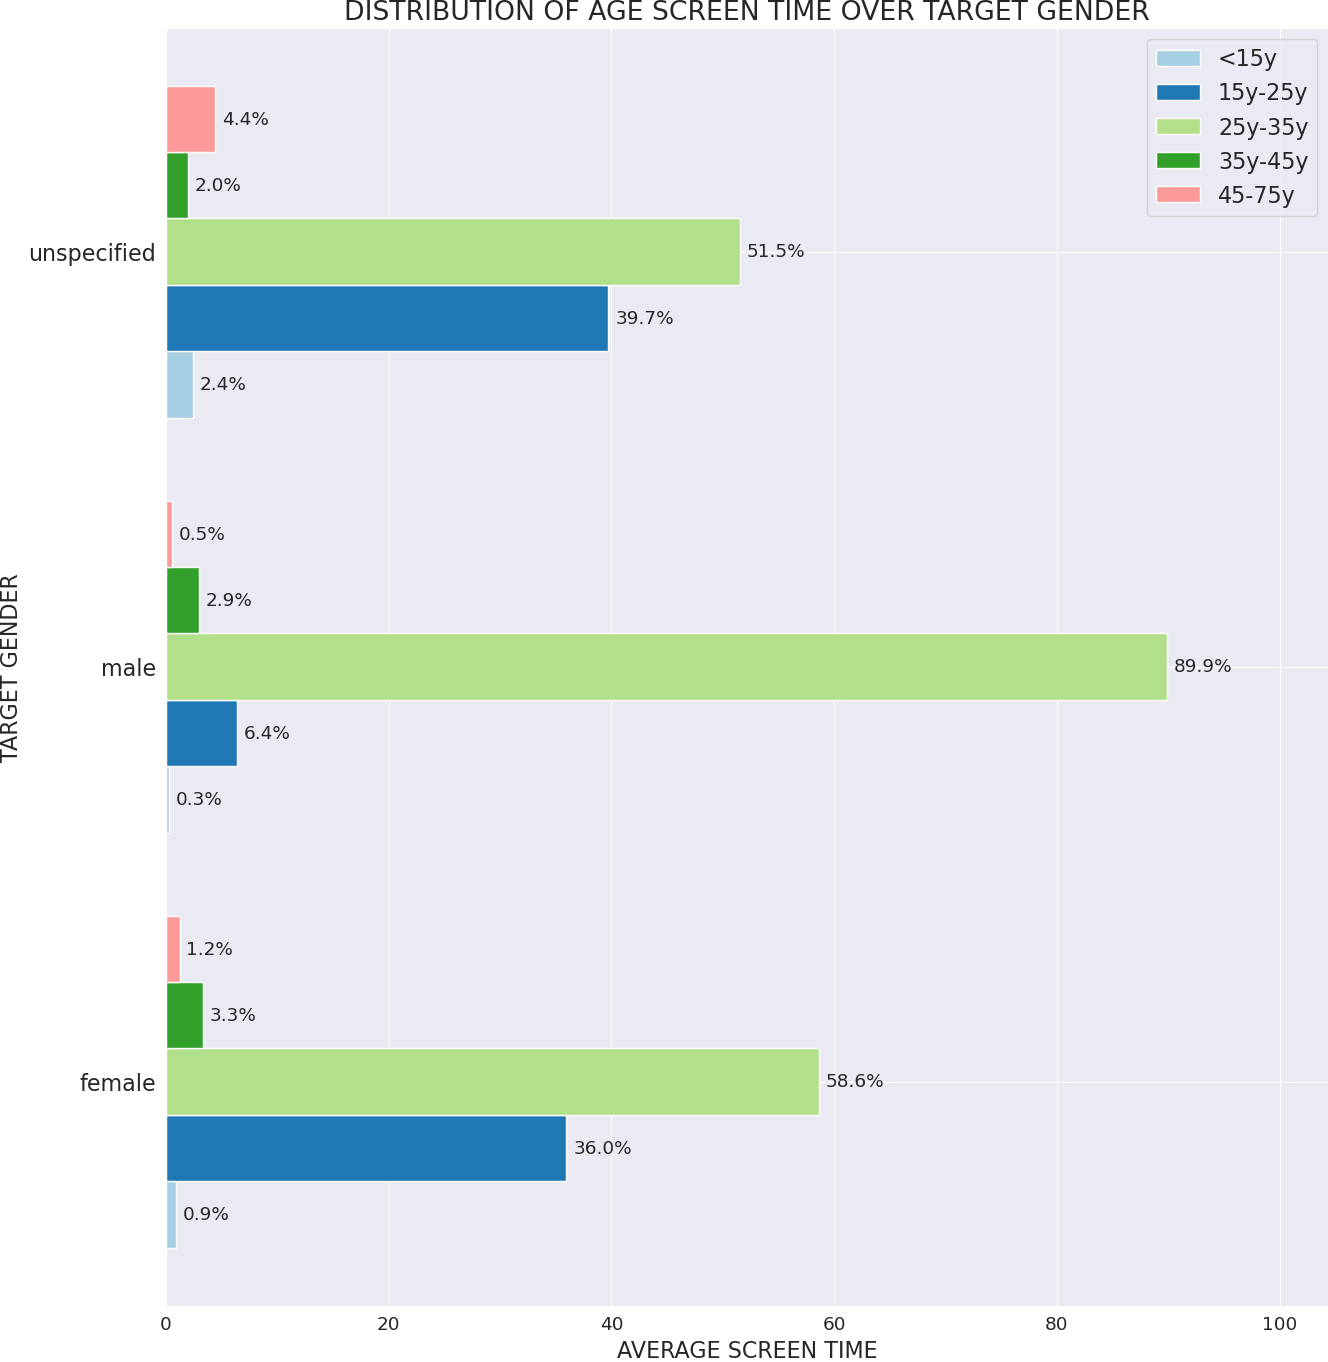 DISTRIBUTION OF AGE SCREEN TIME OVER TARGET GENDER
<15y
15y-25y
25y-35y
35y-45y
45-75y
4.4%
2.0%
unspecified
51.5%
39.7%
2.4%
0.5%
2.9%
male
89.9%
6.4%
0.3%
TARGET GENDER
1.2%
3.3%
female
58.6%
36.0%
0.9%
0 20 40 60 80 100
AVERAGE SCREEN TIME